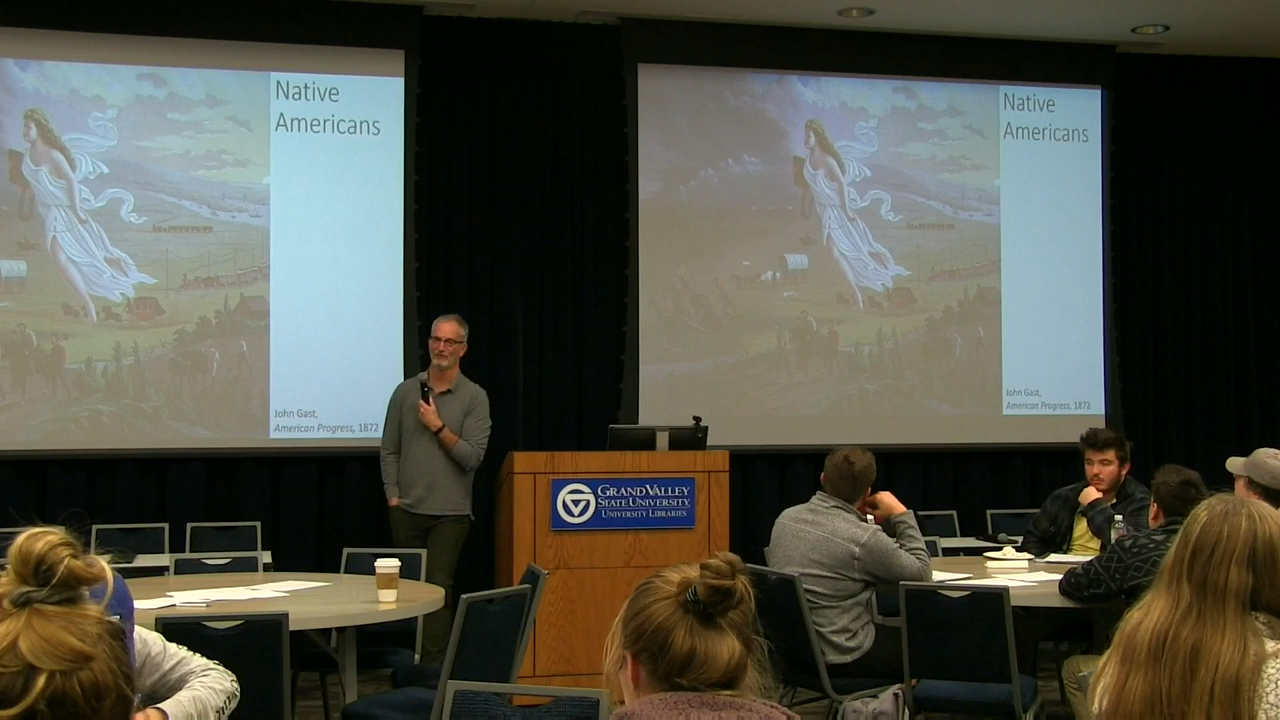 Native
Americans
John Gast,
American Progress, 1872
Native
Americans
John Gast,
American Progress, 1872
GRAND VALLEY
STATE UNIVERSITY
UNIVERSITY LIBRARIES